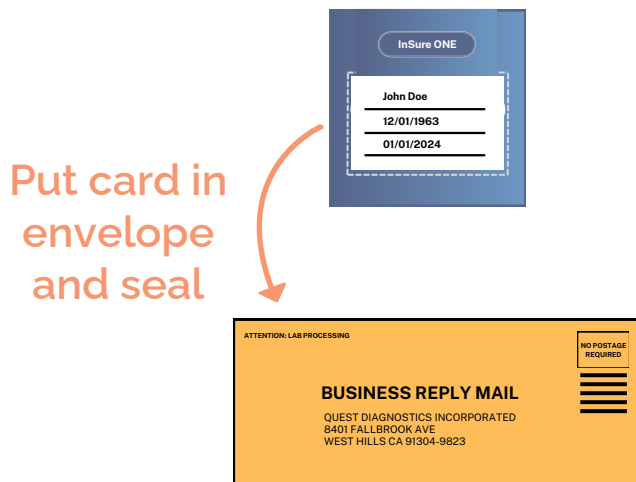 InSure ONE
John Doe
12/01/1963
01/01/2024
Put card in
envelope
and seal
ATTENTION: LAB PROCESSING
NO POSTAGE
REQUIRED
BUSINESS REPLY MAIL
QUEST DIAGNOSTICS INCORPORATED
8401 FALLBROOK AVE
WEST HILLS CA 91304-9823